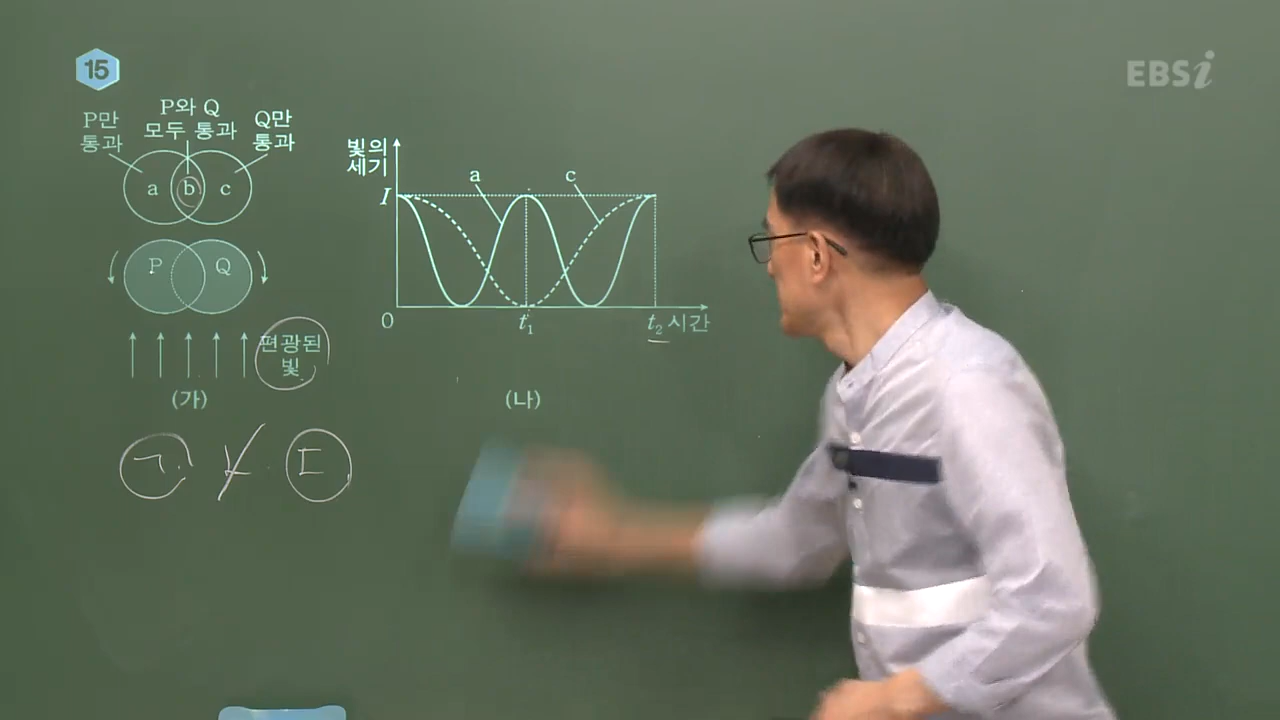 15
EBSi
P만
통과
P와 Q
모두 통과
Q만
통과
a b c
P Q
편광된
빛
(가)
빛의
세기
I
a c
0 t₁ t₂ 시간
(나)
ㄱ. ㄴ. ㄷ.